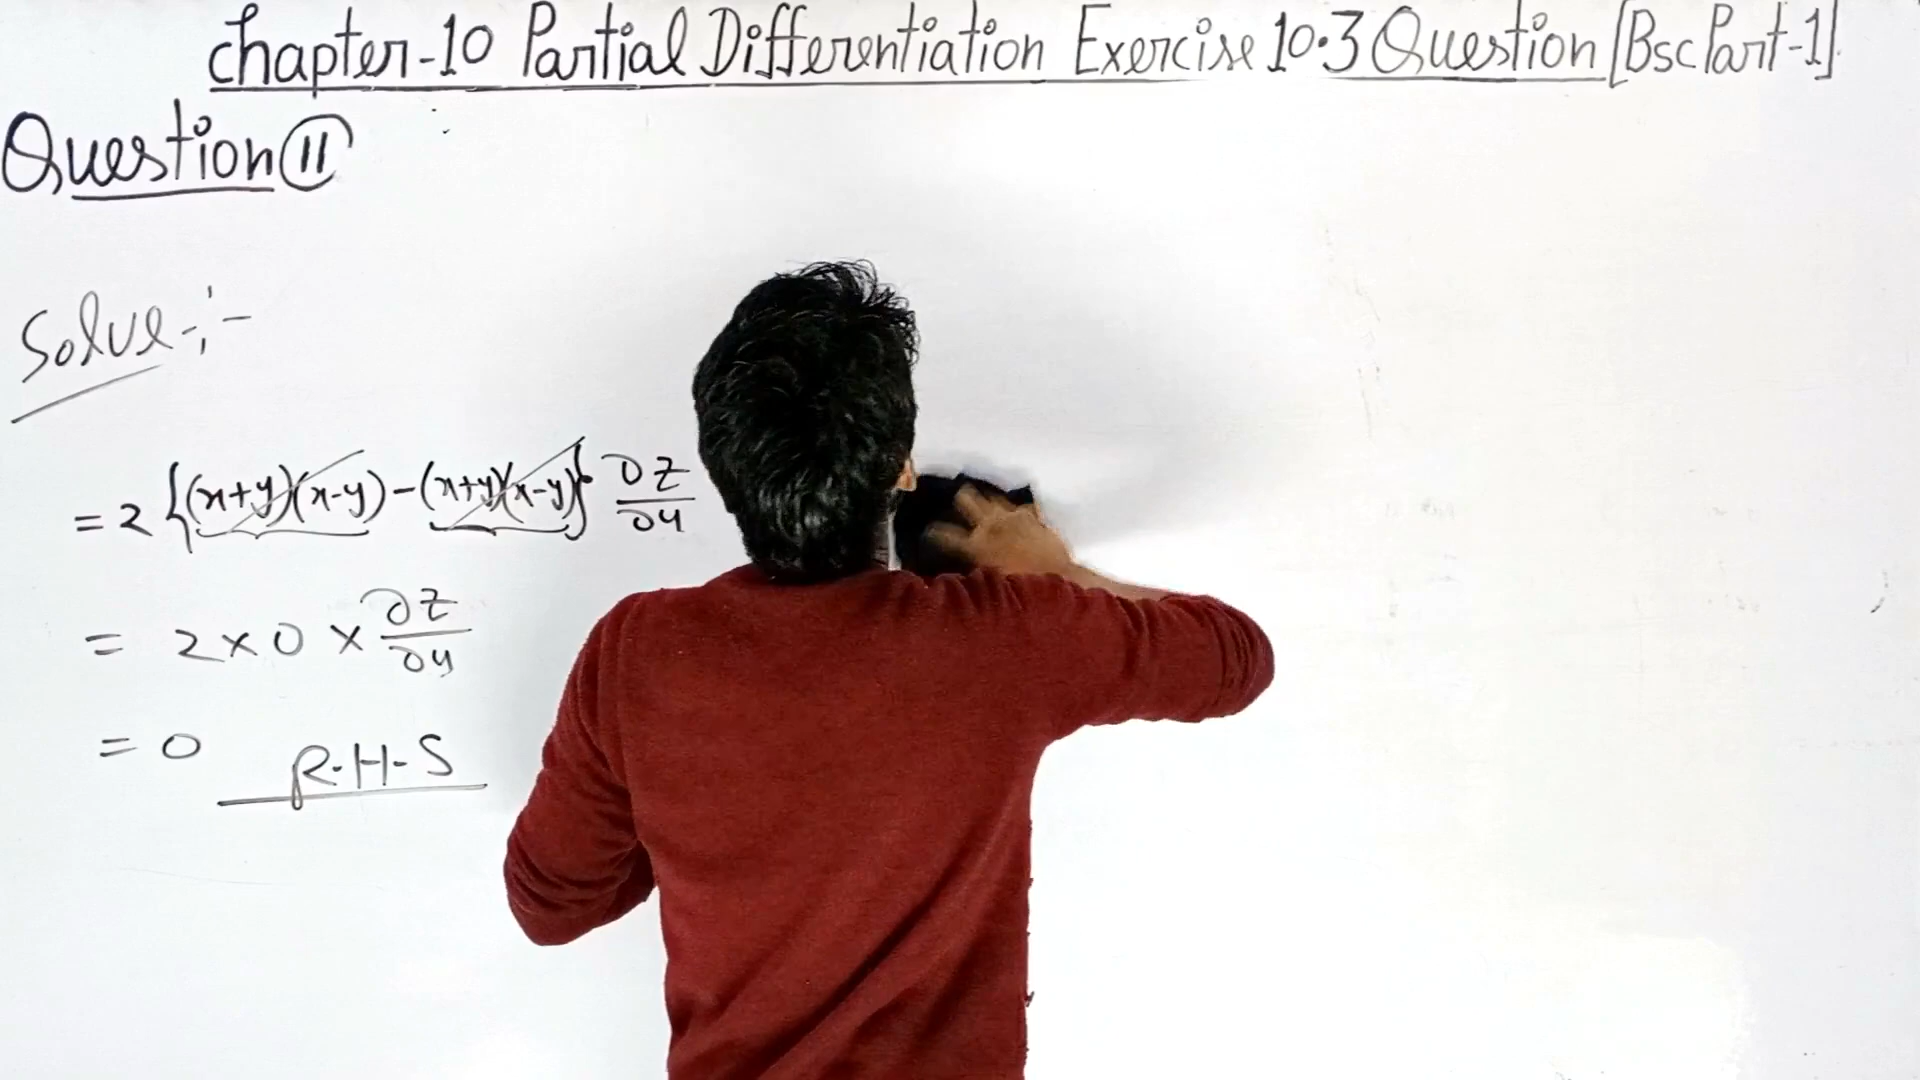 Chapter-10 Partial Differentiation Exercise 10.3 Question [Bsc Part-1]
Question 11
Solve:-
= 2 {(x+y)(x-y) - (x+y)(x-y)} ∂z/∂u
= 2 × 0 × ∂z/∂u
= 0 R.H.S